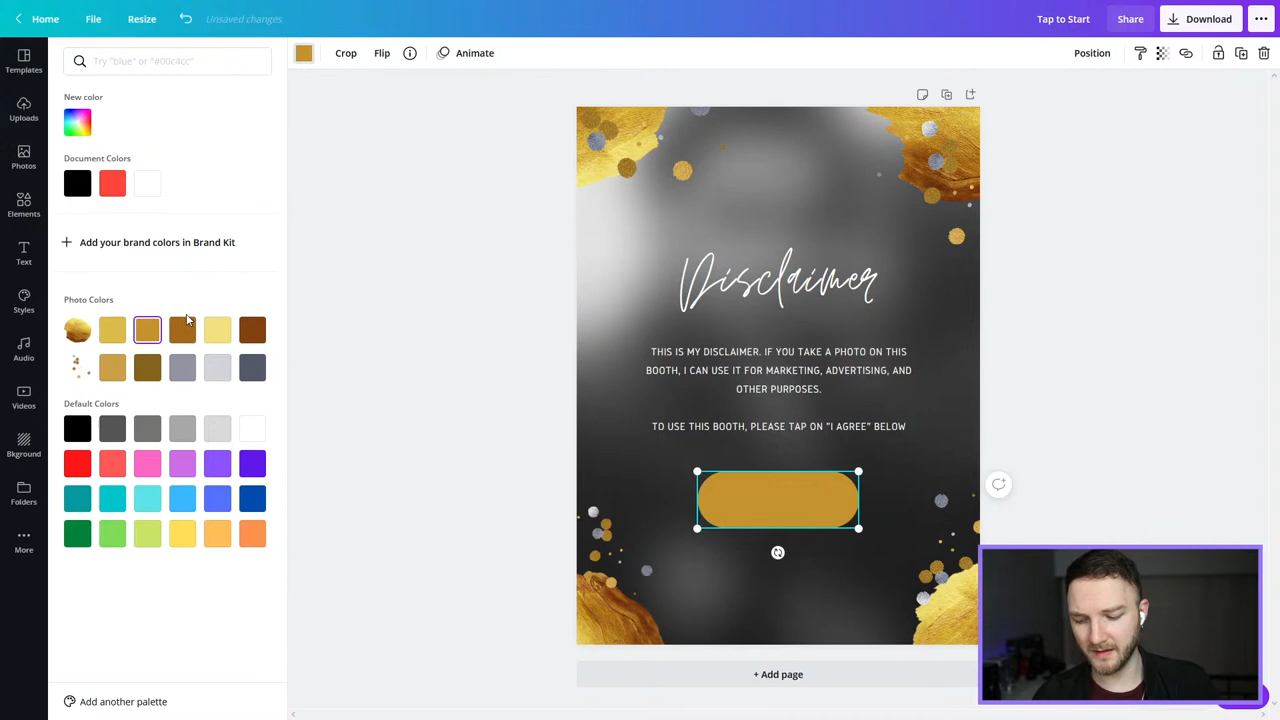 Home File Resize Unsaved changes Tap to Start Share Download
Templates
Uploads
Photos
Elements
Text
Styles
Audio
Videos
Bkground
Folders
More
Try "blue" or "#00c4cc"
New color
Document Colors
+ Add your brand colors in Brand Kit
Photo Colors
Default Colors
Add another palette
Crop Flip Animate Position
Disclaimer
THIS IS MY DISCLAIMER. IF YOU TAKE A PHOTO ON THIS
BOOTH, I CAN USE IT FOR MARKETING, ADVERTISING, AND
OTHER PURPOSES.
TO USE THIS BOOTH, PLEASE TAP ON "I AGREE" BELOW
+ Add page